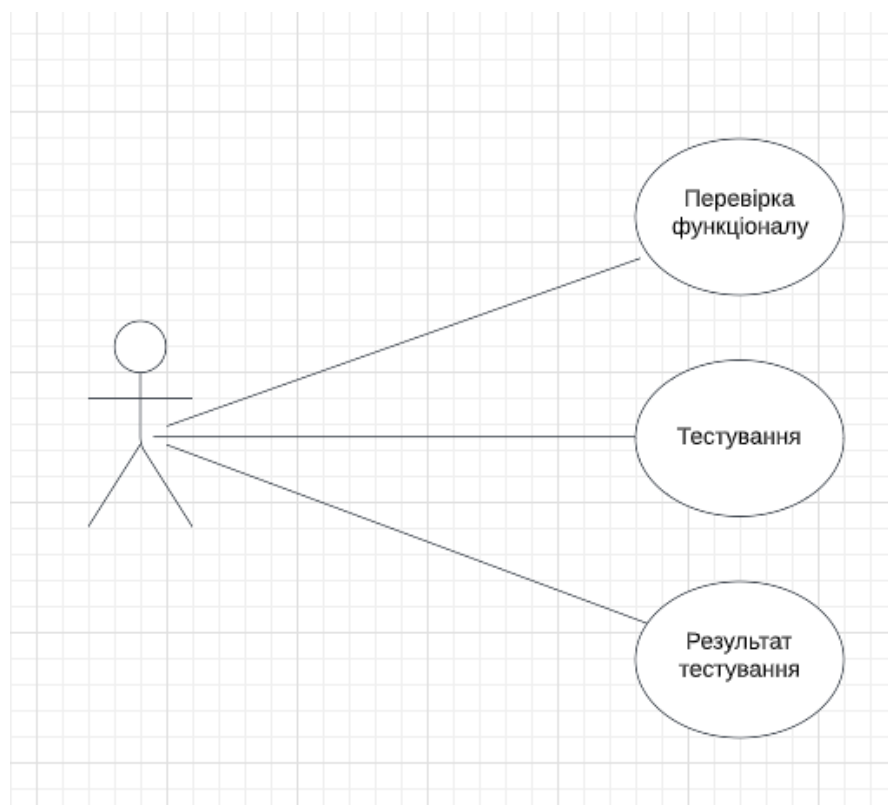 Перевірка
функціоналу
Тестування
Результат
тестування